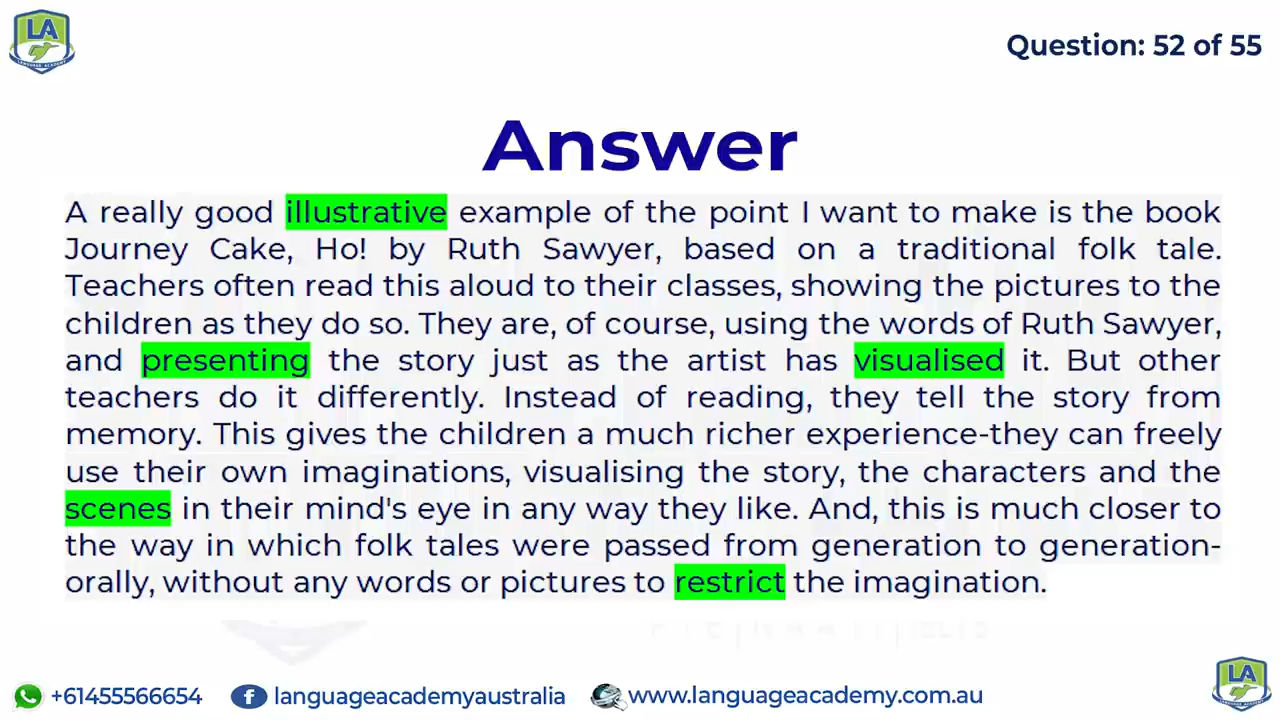 LA
LANGUAGE ACADEMY
Question: 52 of 55
Answer
A really good illustrative example of the point I want to make is the book
Journey Cake, Ho! by Ruth Sawyer, based on a traditional folk tale.
Teachers often read this aloud to their classes, showing the pictures to the
children as they do so. They are, of course, using the words of Ruth Sawyer,
and presenting the story just as the artist has visualised it. But other
teachers do it differently. Instead of reading, they tell the story from
memory. This gives the children a much richer experience-they can freely
use their own imaginations, visualising the story, the characters and the
scenes in their mind's eye in any way they like. And, this is much closer to
the way in which folk tales were passed from generation to generation-
orally, without any words or pictures to restrict the imagination.
+61455566654 languageacademyaustralia www.languageacademy.com.au
LA